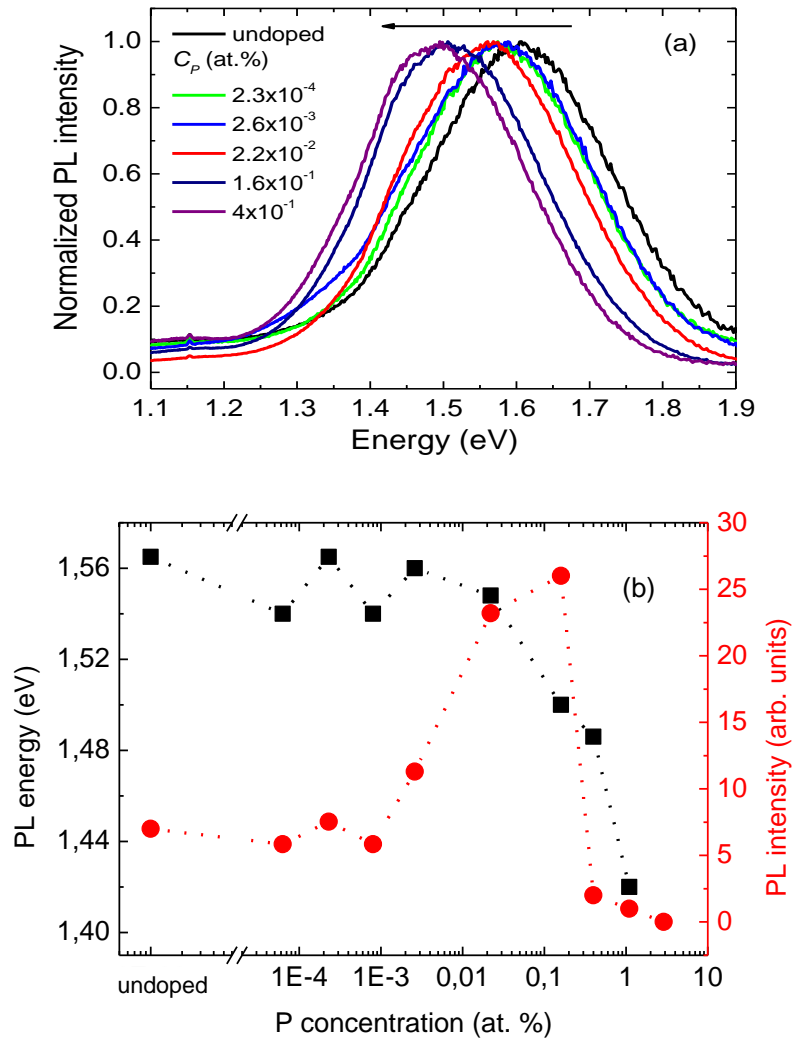 undoped
C_P (at.%)
2.3x10⁻⁴
2.6x10⁻³
2.2x10⁻²
1.6x10⁻¹
4x10⁻¹
(a)
Normalized PL intensity
1.0
0.8
0.6
0.4
0.2
0.0
1.1 1.2 1.3 1.4 1.5 1.6 1.7 1.8 1.9
Energy (eV)
(b)
PL energy (eV)
1,56
1,52
1,48
1,44
1,40
30
25
20
15
10
5
0
PL intensity (arb. units)
undoped 1E-4 1E-3 0,01 0,1 1 10
P concentration (at. %)